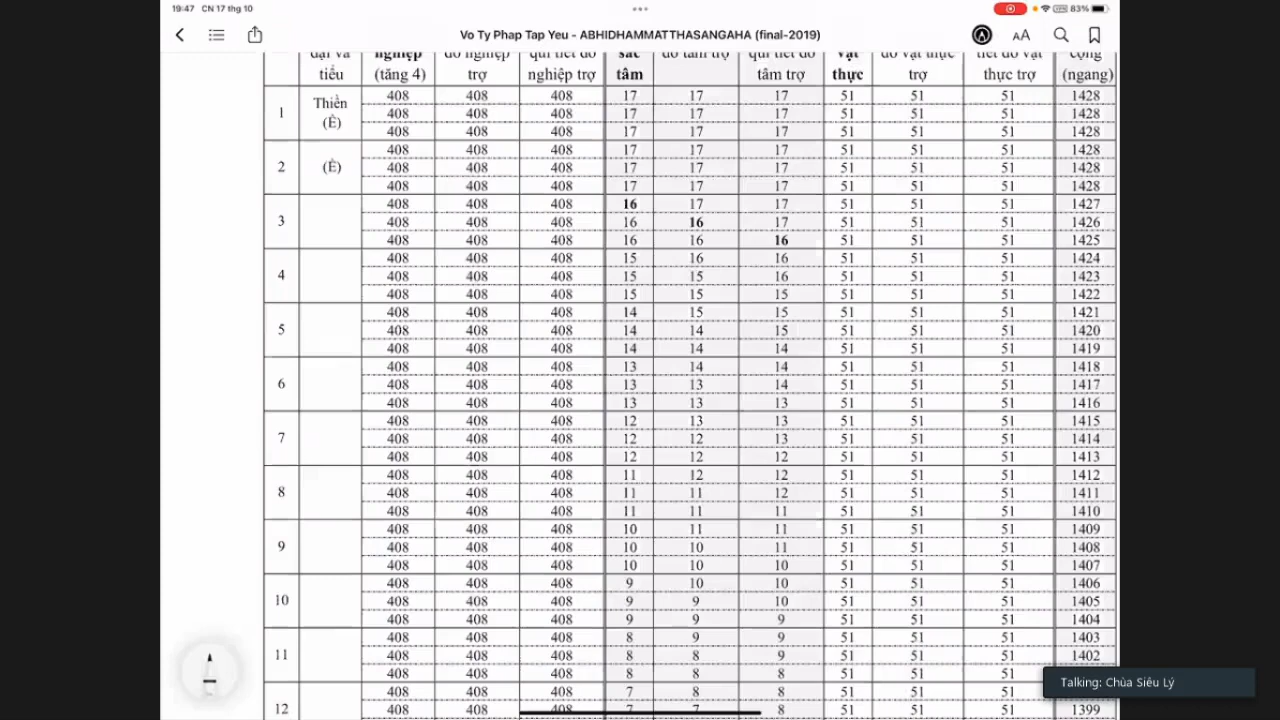 19:47 CN 17 thg 10
83%
Vo Ty Phap Tap Yeu - ABHIDHAMMATTHASANGAHA (final-2019)
AA
đại và nghiệp do nghiệp qui tiết do sắc do tâm trợ qui tiết do vật do vật thực tiết do vật cộng
tiểu (tăng 4) trợ nghiệp trợ tâm tâm trợ thực trợ thực trợ (ngang)
408 408 408 17 17 17 51 51 51 1428
1 Thiền (Ê) 408 408 408 17 17 17 51 51 51 1428
408 408 408 17 17 17 51 51 51 1428
408 408 408 17 17 17 51 51 51 1428
2 (Ê) 408 408 408 17 17 17 51 51 51 1428
408 408 408 17 17 17 51 51 51 1428
408 408 408 16 17 17 51 51 51 1427
3 408 408 408 16 16 17 51 51 51 1426
408 408 408 16 16 16 51 51 51 1425
408 408 408 15 16 16 51 51 51 1424
4 408 408 408 15 15 16 51 51 51 1423
408 408 408 15 15 15 51 51 51 1422
408 408 408 14 15 15 51 51 51 1421
5 408 408 408 14 14 15 51 51 51 1420
408 408 408 14 14 14 51 51 51 1419
408 408 408 13 14 14 51 51 51 1418
6 408 408 408 13 13 14 51 51 51 1417
408 408 408 13 13 13 51 51 51 1416
408 408 408 12 13 13 51 51 51 1415
7 408 408 408 12 12 13 51 51 51 1414
408 408 408 12 12 12 51 51 51 1413
408 408 408 11 12 12 51 51 51 1412
8 408 408 408 11 11 12 51 51 51 1411
408 408 408 11 11 11 51 51 51 1410
408 408 408 10 11 11 51 51 51 1409
9 408 408 408 10 10 11 51 51 51 1408
408 408 408 10 10 10 51 51 51 1407
408 408 408 9 10 10 51 51 51 1406
10 408 408 408 9 9 10 51 51 51 1405
408 408 408 9 9 9 51 51 51 1404
408 408 408 8 9 9 51 51 51 1403
11 408 408 408 8 8 9 51 51 51 1402
408 408 408 8 8 8 51 51
408 408 408 7 8 8 51 51
12 408 408 408 7 7 8 51 51 51 1399
Talking: Chùa Siêu Lý